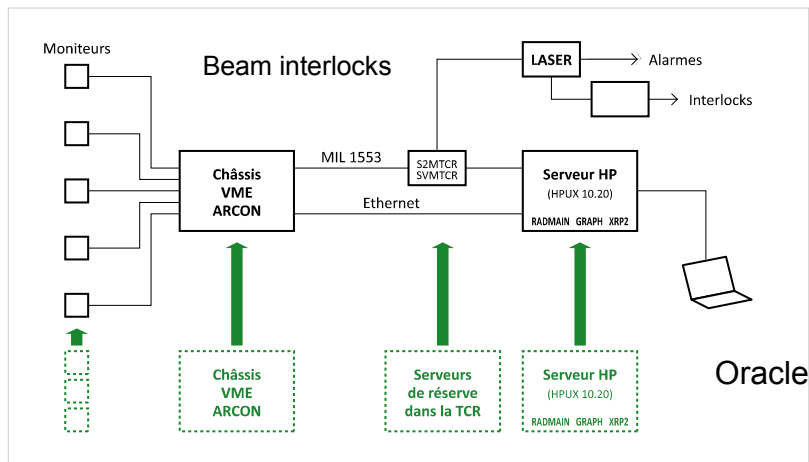 Moniteurs
Beam interlocks
LASER
Alarmes
Interlocks
MIL 1553
S2MTCR
SVMTCR
Châssis
VME
ARCON
Ethernet
Serveur HP
(HPUX 10.20)
RADMAIN GRAPH XRP2
Châssis
VME
ARCON
Serveurs
de réserve
dans la TCR
Serveur HP
(HPUX 10.20)
RADMAIN GRAPH XRP2
Oracle